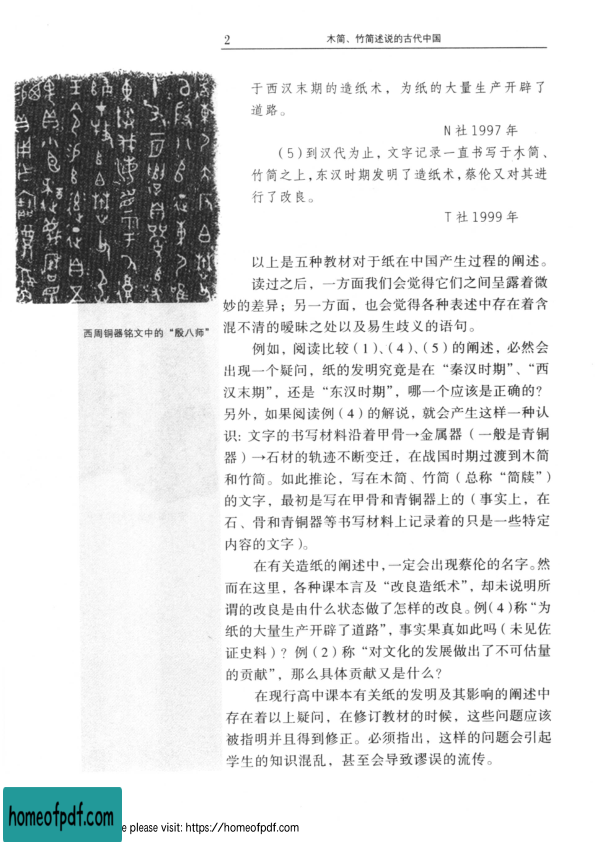 2
木简、竹简述说的古代中国
于西汉末期的造纸术，为纸的大量生产开辟了
道路。
N社1997年
（5）到汉代为止，文字记录一直书写于木简、
竹简之上，东汉时期发明了造纸术，蔡伦又对其进
行了改良。
T社1999年
西周铜器铭文中的“殷八师”
以上是五种教材对于纸在中国产生过程的阐述。
读过之后，一方面我们会觉得它们之间呈露着微
妙的差异；另一方面，也会觉得各种表述中存在着含
混不清的暧昧之处以及易生歧义的语句。
例如，阅读比较（1）、（4）、（5）的阐述，必然会
出现一个疑问，纸的发明究竟是在“秦汉时期”、“西
汉末期”，还是“东汉时期”，哪一个应该是正确的？
另外，如果阅读例（4）的解说，就会产生这样一种认
识：文字的书写材料沿着甲骨→金属器（一般是青铜
器）→石材的轨迹不断变迁，在战国时期过渡到木简
和竹简。如此推论，写在木简、竹简（总称“简牍”）
的文字，最初是写在甲骨和青铜器上的（事实上，在
石、骨和青铜器等书写材料上记录着的只是一些特定
内容的文字）。
在有关造纸的阐述中，一定会出现蔡伦的名字。然
而在这里，各种课本言及“改良造纸术”，却未说明所
谓的改良是由什么状态做了怎样的改良。例（4）称“为
纸的大量生产开辟了道路”，事实果真如此吗（未见佐
证史料）？例（2）称“对文化的发展做出了不可估量
的贡献”，那么具体贡献又是什么？
在现行高中课本有关纸的发明及其影响的阐述中
存在着以上疑问，在修订教材的时候，这些问题应该
被指明并且得到修正。必须指出，这样的问题会引起
学生的知识混乱，甚至会导致谬误的流传。
homeofpdf.com
e please visit: https://homeofpdf.com